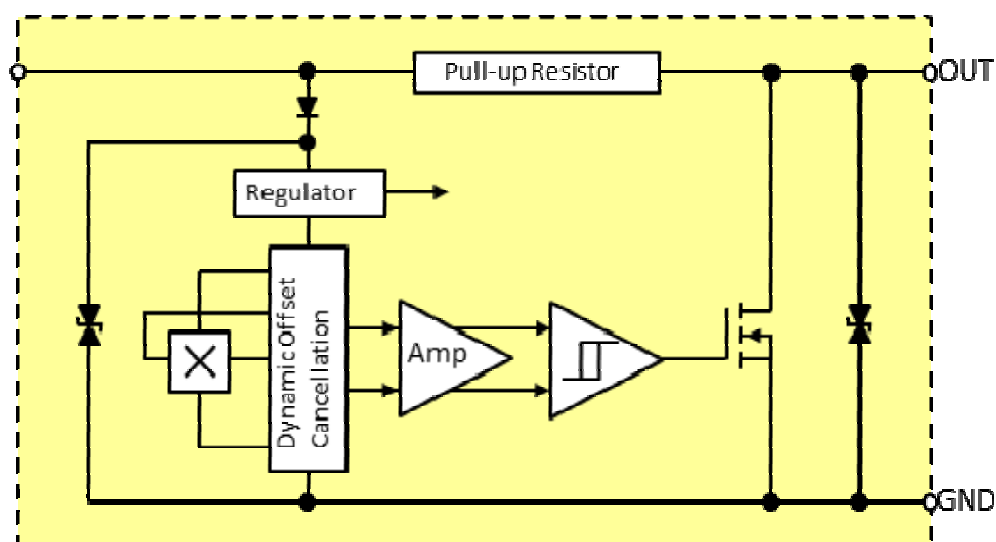 Pull-up Resistor
OUT
Regulator
Dynamic Offset
Cancellation
Amp
GND